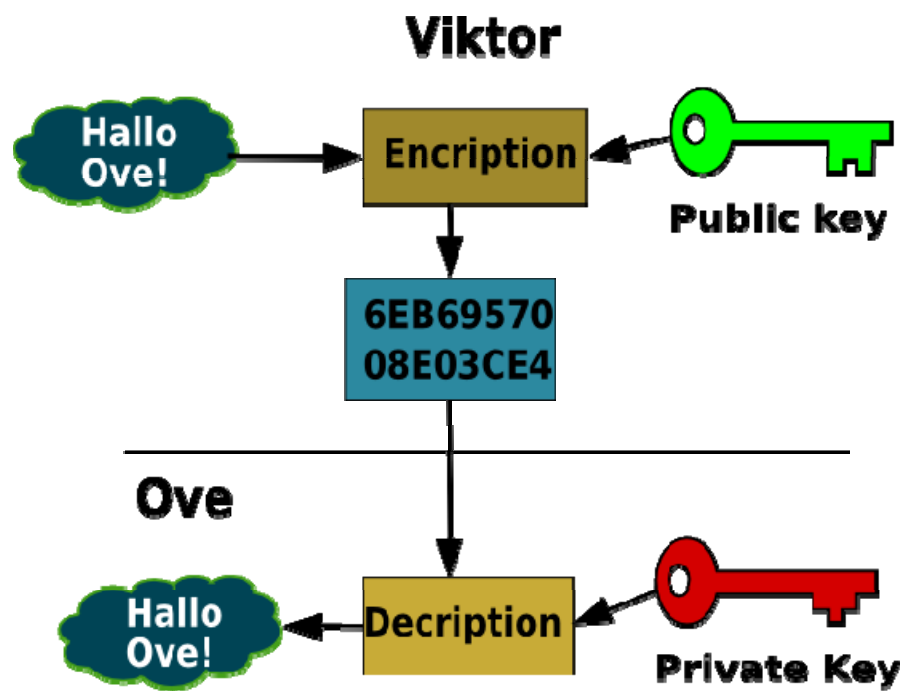 Viktor
Hallo
Ove!
Encription
Public key
6EB69570
08E03CE4
Ove
Hallo
Ove!
Decription
Private Key